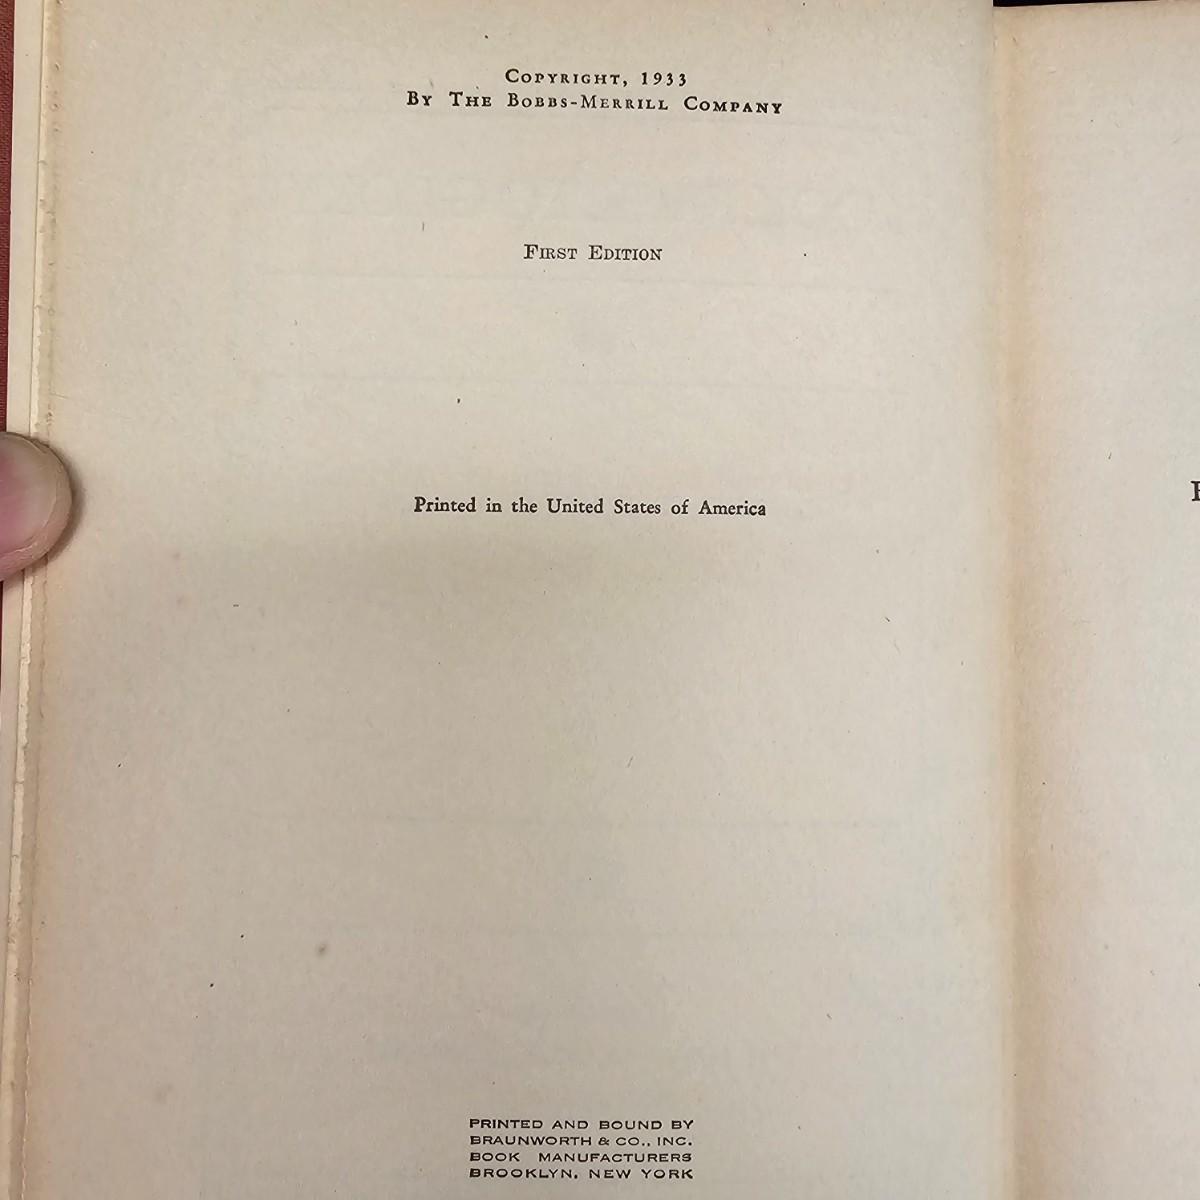 COPYRIGHT, 1933
BY THE BOBBS-MERRILL COMPANY
FIRST EDITION
Printed in the United States of America
PRINTED AND BOUND BY
BRAUNWORTH & CO., INC.
BOOK MANUFACTURERS
BROOKLYN, NEW YORK